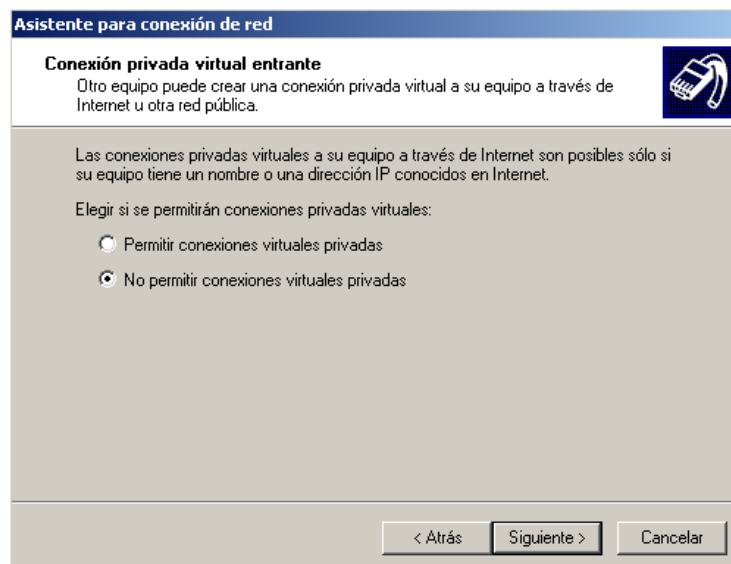 Asistente para conexión de red
Conexión privada virtual entrante
Otro equipo puede crear una conexión privada virtual a su equipo a través de
Internet u otra red pública.
Las conexiones privadas virtuales a su equipo a través de Internet son posibles sólo si
su equipo tiene un nombre o una dirección IP conocidos en Internet.
Elegir si se permitirán conexiones privadas virtuales:
Permitir conexiones virtuales privadas
No permitir conexiones virtuales privadas
< Atrás
Siguiente >
Cancelar